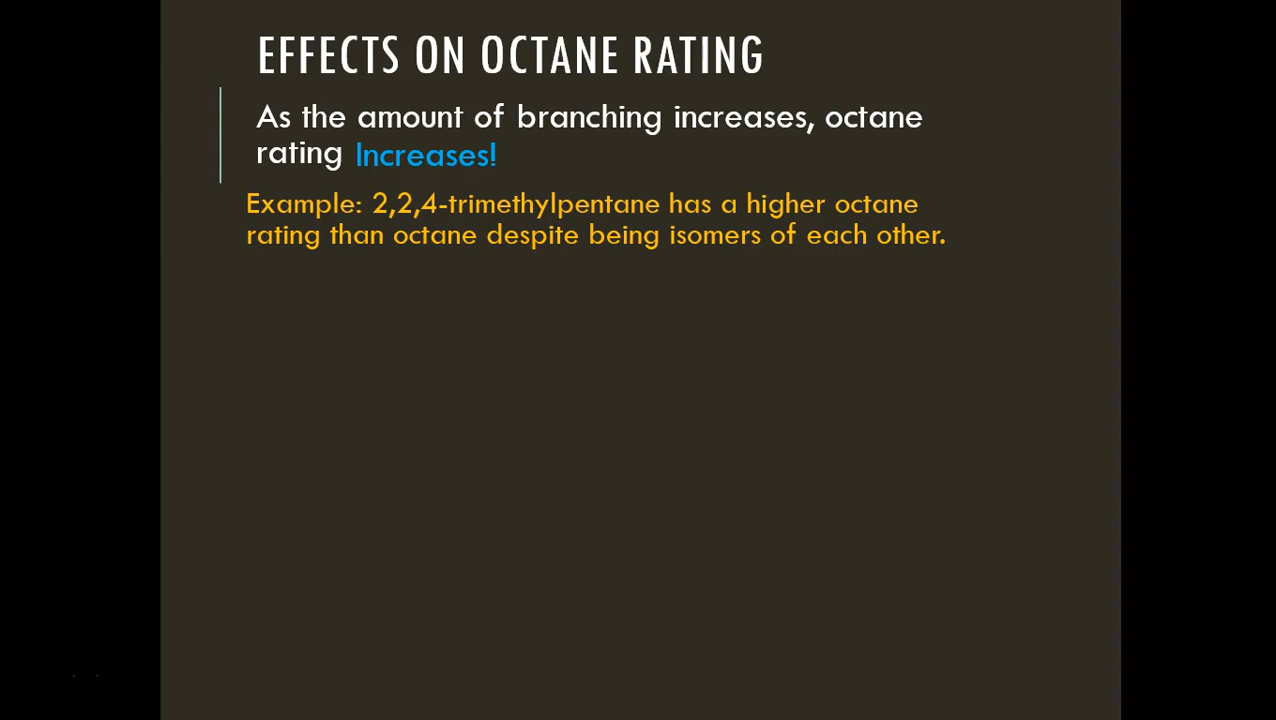 EFFECTS ON OCTANE RATING
As the amount of branching increases, octane
rating Increases!
Example: 2,2,4-trimethylpentane has a higher octane
rating than octane despite being isomers of each other.